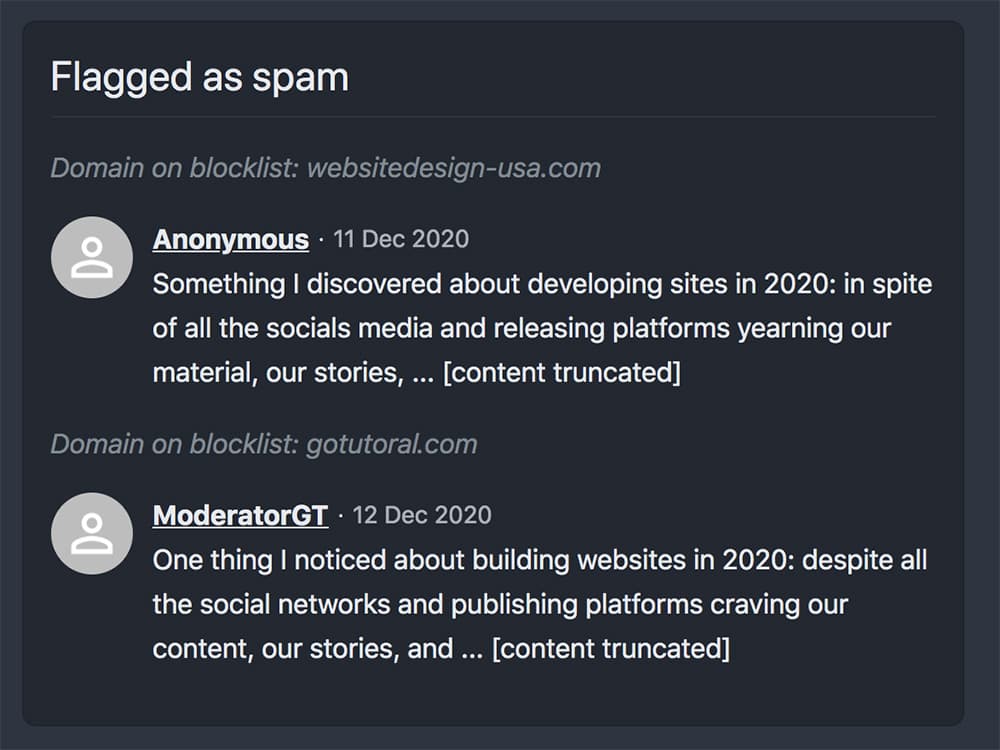 Flagged as spam
Domain on blocklist: websitedesign-usa.com
Anonymous · 11 Dec 2020
Something I discovered about developing sites in 2020: in spite
of all the socials media and releasing platforms yearning our
material, our stories, ... [content truncated]
Domain on blocklist: gotutoral.com
ModeratorGT · 12 Dec 2020
One thing I noticed about building websites in 2020: despite all
the social networks and publishing platforms craving our
content, our stories, and ... [content truncated]